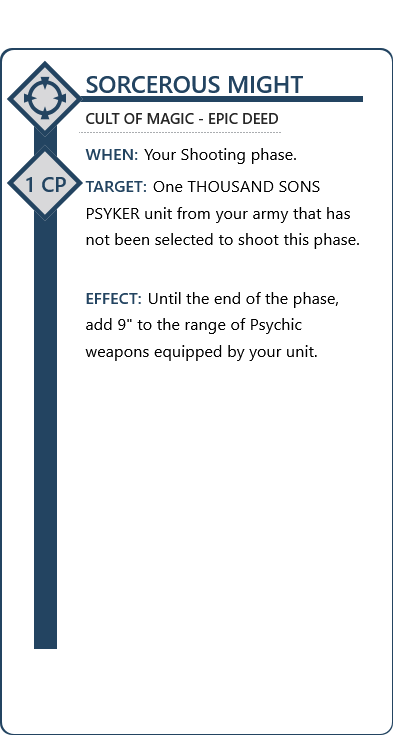 SORCEROUS MIGHT
CULT OF MAGIC - EPIC DEED
WHEN: Your Shooting phase.
1 CP
TARGET: One THOUSAND SONS
PSYKER unit from your army that has
not been selected to shoot this phase.
EFFECT: Until the end of the phase,
add 9" to the range of Psychic
weapons equipped by your unit.